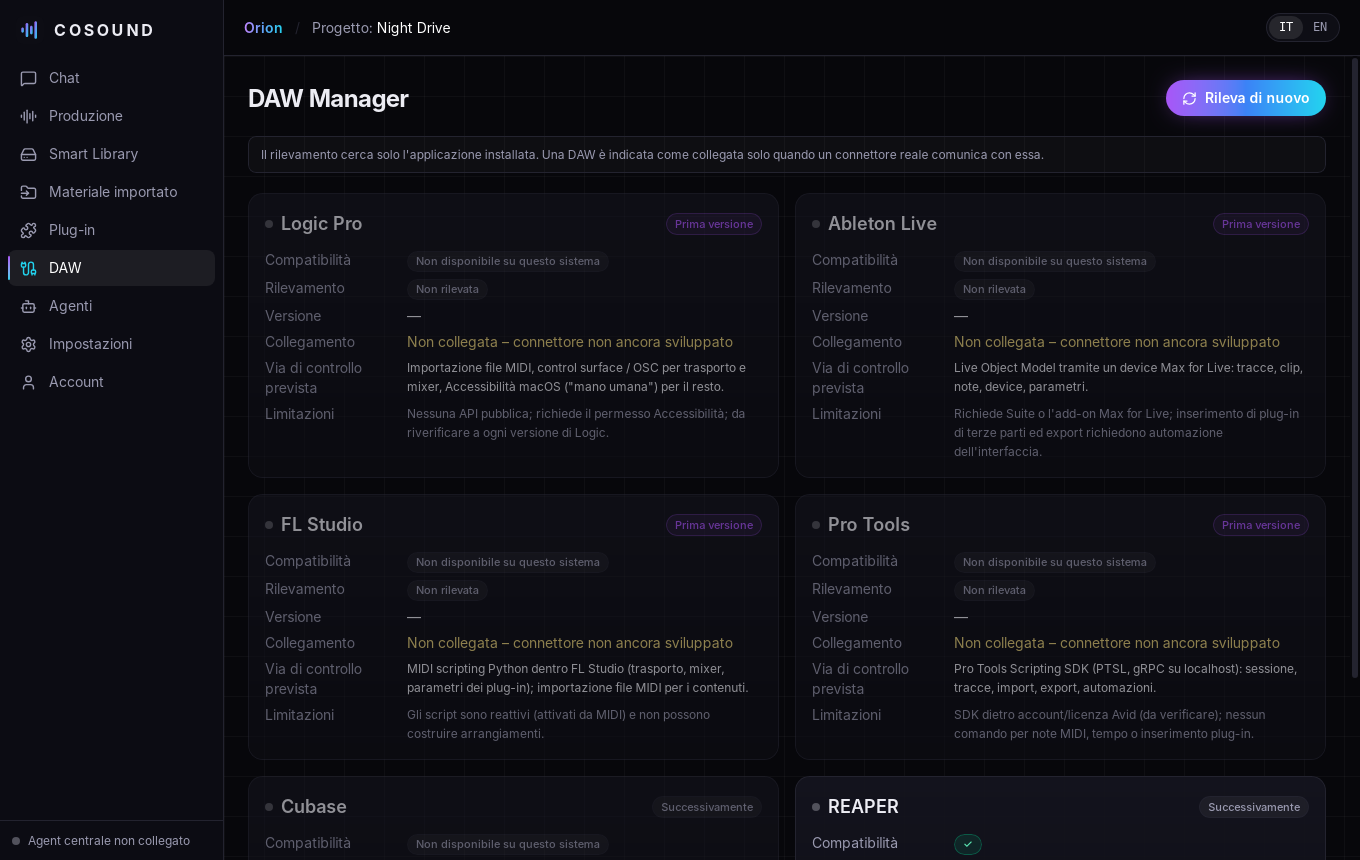 COSOUND
Chat
Produzione
Smart Library
Materiale importato
Plug-in
DAW
Agenti
Impostazioni
Account
Agent centrale non collegato
Orion / Progetto: Night Drive
IT EN
DAW Manager
Rileva di nuovo
Il rilevamento cerca solo l'applicazione installata. Una DAW è indicata come collegata solo quando un connettore reale comunica con essa.
Logic Pro
Prima versione
Compatibilità
Non disponibile su questo sistema
Rilevamento
Non rilevata
Versione
—
Collegamento
Non collegata – connettore non ancora sviluppato
Via di controllo
prevista
Importazione file MIDI, control surface / OSC per trasporto e
mixer, Accessibilità macOS ("mano umana") per il resto.
Limitazioni
Nessuna API pubblica; richiede il permesso Accessibilità; da
riverificare a ogni versione di Logic.
Ableton Live
Prima versione
Compatibilità
Non disponibile su questo sistema
Rilevamento
Non rilevata
Versione
—
Collegamento
Non collegata – connettore non ancora sviluppato
Via di controllo
prevista
Live Object Model tramite un device Max for Live: tracce, clip,
note, device, parametri.
Limitazioni
Richiede Suite o l'add-on Max for Live; inserimento di plug-in
di terze parti ed export richiedono automazione
dell'interfaccia.
FL Studio
Prima versione
Compatibilità
Non disponibile su questo sistema
Rilevamento
Non rilevata
Versione
—
Collegamento
Non collegata – connettore non ancora sviluppato
Via di controllo
prevista
MIDI scripting Python dentro FL Studio (trasporto, mixer,
parametri dei plug-in); importazione file MIDI per i contenuti.
Limitazioni
Gli script sono reattivi (attivati da MIDI) e non possono
costruire arrangiamenti.
Pro Tools
Prima versione
Compatibilità
Non disponibile su questo sistema
Rilevamento
Non rilevata
Versione
—
Collegamento
Non collegata – connettore non ancora sviluppato
Via di controllo
prevista
Pro Tools Scripting SDK (PTSL, gRPC su localhost): sessione,
tracce, import, export, automazioni.
Limitazioni
SDK dietro account/licenza Avid (da verificare); nessun
comando per note MIDI, tempo o inserimento plug-in.
Cubase
Successivamente
Compatibilità
Non disponibile su questo sistema
REAPER
Successivamente
Compatibilità